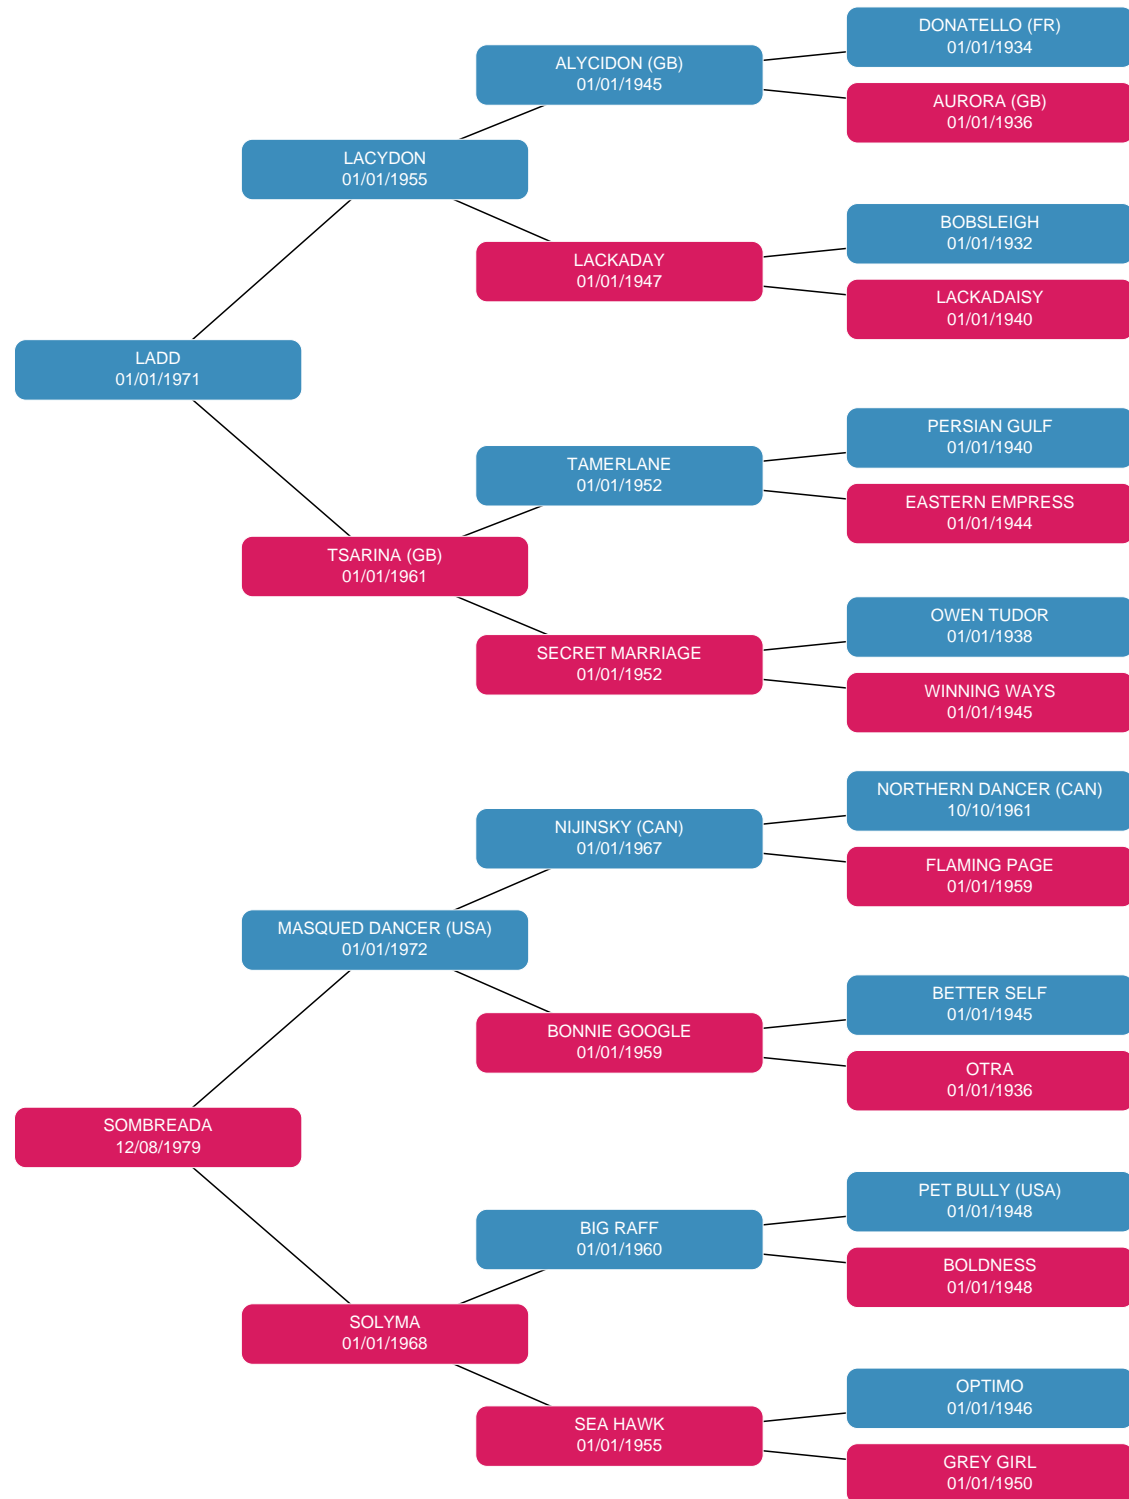 DONATELLO (FR)
01/01/1934
ALYCIDON (GB)
01/01/1945
AURORA (GB)
01/01/1936
LACYDON
01/01/1955
BOBSLEIGH
01/01/1932
LACKADAY
01/01/1947
LACKADAISY
01/01/1940
LADD
01/01/1971
PERSIAN GULF
01/01/1940
TAMERLANE
01/01/1952
EASTERN EMPRESS
01/01/1944
TSARINA (GB)
01/01/1961
OWEN TUDOR
01/01/1938
SECRET MARRIAGE
01/01/1952
WINNING WAYS
01/01/1945
NORTHERN DANCER (CAN)
10/10/1961
NIJINSKY (CAN)
01/01/1967
FLAMING PAGE
01/01/1959
MASQUED DANCER (USA)
01/01/1972
BETTER SELF
01/01/1945
BONNIE GOOGLE
01/01/1959
OTRA
01/01/1936
SOMBREADA
12/08/1979
PET BULLY (USA)
01/01/1948
BIG RAFF
01/01/1960
BOLDNESS
01/01/1948
SOLYMA
01/01/1968
OPTIMO
01/01/1946
SEA HAWK
01/01/1955
GREY GIRL
01/01/1950